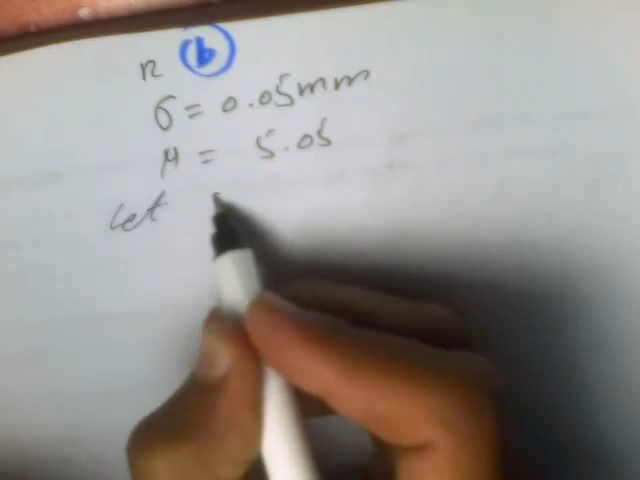 n (b)
σ = 0.05mm
μ = 5.05
let